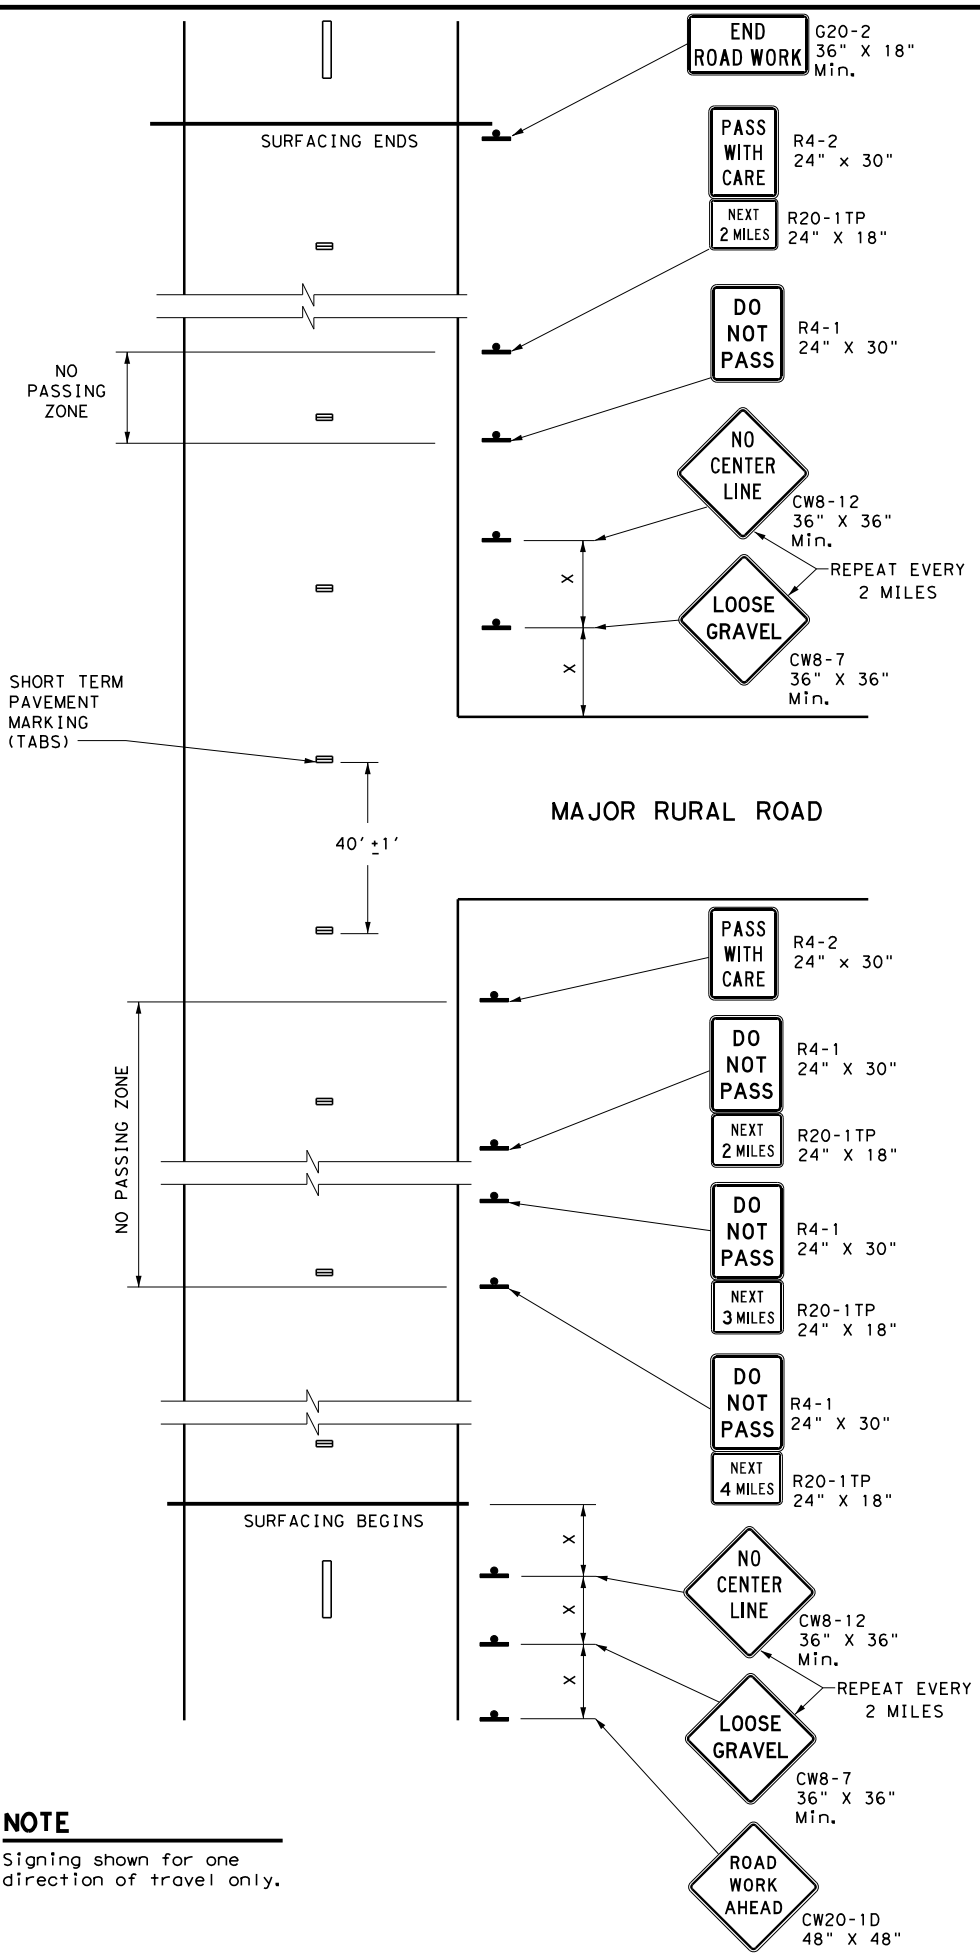 END
ROAD WORK
G20-2
36" X 18"
Min.
SURFACING ENDS
PASS
WITH
CARE
R4-2
24" x 30"
NEXT
2 MILES
R20-1TP
24" X 18"
DO
NOT
PASS
R4-1
24" X 30"
NO
PASSING
ZONE
NO
CENTER
LINE
CW8-12
36" X 36"
Min.
REPEAT EVERY
2 MILES
X
LOOSE
GRAVEL
CW8-7
36" X 36"
Min.
X
SHORT TERM
PAVEMENT
MARKING
(TABS)
MAJOR RURAL ROAD
40' ±1'
PASS
WITH
CARE
R4-2
24" x 30"
DO
NOT
PASS
R4-1
24" X 30"
NEXT
2 MILES
R20-1TP
24" X 18"
NO PASSING ZONE
DO
NOT
PASS
R4-1
24" X 30"
NEXT
3 MILES
R20-1TP
24" X 18"
DO
NOT
PASS
R4-1
24" X 30"
NEXT
4 MILES
R20-1TP
24" X 18"
SURFACING BEGINS
X
NO
CENTER
LINE
CW8-12
36" X 36"
Min.
X
REPEAT EVERY
2 MILES
X
LOOSE
GRAVEL
CW8-7
36" X 36"
Min.
NOTE
Signing shown for one
direction of travel only.
ROAD
WORK
AHEAD
CW20-1D
48" X 48"